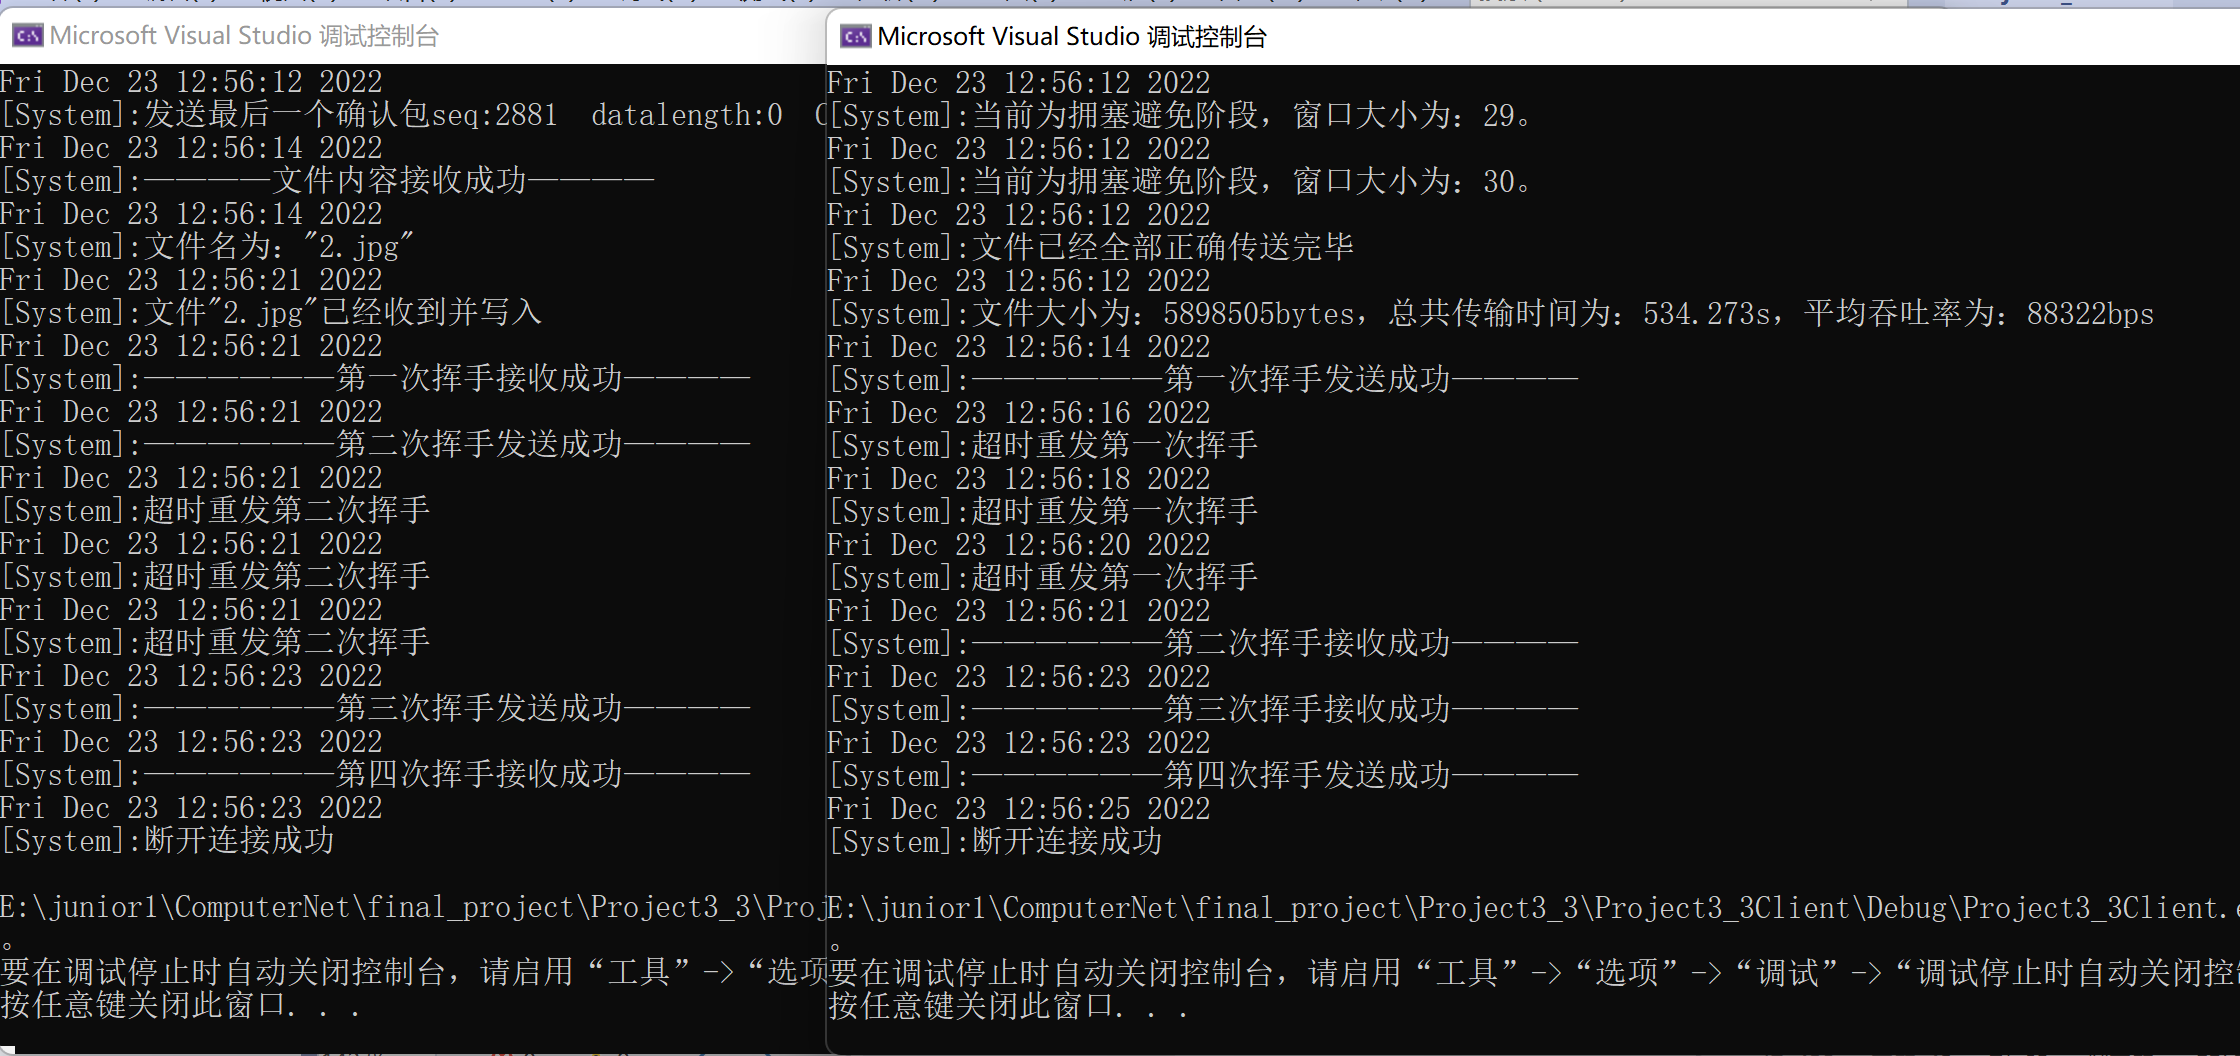 Microsoft Visual Studio 调试控制台
Fri Dec 23 12:56:12 2022
[System]:发送最后一个确认包seq:2881  datalength:0
Fri Dec 23 12:56:14 2022
[System]:————文件内容接收成功————
Fri Dec 23 12:56:14 2022
[System]:文件名为："2.jpg"
Fri Dec 23 12:56:21 2022
[System]:文件"2.jpg"已经收到并写入
Fri Dec 23 12:56:21 2022
[System]:——————第一次挥手接收成功————
Fri Dec 23 12:56:21 2022
[System]:——————第二次挥手发送成功————
Fri Dec 23 12:56:21 2022
[System]:超时重发第二次挥手
Fri Dec 23 12:56:21 2022
[System]:超时重发第二次挥手
Fri Dec 23 12:56:21 2022
[System]:超时重发第二次挥手
Fri Dec 23 12:56:23 2022
[System]:——————第三次挥手发送成功————
Fri Dec 23 12:56:23 2022
[System]:——————第四次挥手接收成功————
Fri Dec 23 12:56:23 2022
[System]:断开连接成功
E:\junior1\ComputerNet\final_project\Project3_3\Proj
。
要在调试停止时自动关闭控制台，请启用“工具”->“选项
按任意键关闭此窗口. . .
Microsoft Visual Studio 调试控制台
Fri Dec 23 12:56:12 2022
[System]:当前为拥塞避免阶段，窗口大小为：29。
Fri Dec 23 12:56:12 2022
[System]:当前为拥塞避免阶段，窗口大小为：30。
Fri Dec 23 12:56:12 2022
[System]:文件已经全部正确传送完毕
Fri Dec 23 12:56:12 2022
[System]:文件大小为：5898505bytes，总共传输时间为：534.273s，平均吞吐率为：88322bps
Fri Dec 23 12:56:14 2022
[System]:——————第一次挥手发送成功————
Fri Dec 23 12:56:16 2022
[System]:超时重发第一次挥手
Fri Dec 23 12:56:18 2022
[System]:超时重发第一次挥手
Fri Dec 23 12:56:20 2022
[System]:超时重发第一次挥手
Fri Dec 23 12:56:21 2022
[System]:——————第二次挥手接收成功————
Fri Dec 23 12:56:23 2022
[System]:——————第三次挥手接收成功————
Fri Dec 23 12:56:23 2022
[System]:——————第四次挥手发送成功————
Fri Dec 23 12:56:25 2022
[System]:断开连接成功
E:\junior1\ComputerNet\final_project\Project3_3\Project3_3Client\Debug\Project3_3Client.e
。
要在调试停止时自动关闭控制台，请启用“工具”->“选项”->“调试”->“调试停止时自动关闭控
按任意键关闭此窗口. . .